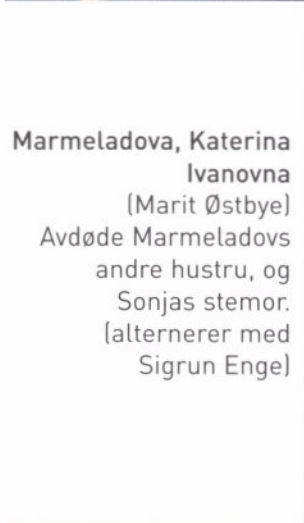 Marmeladova, Katerina
Ivanovna
(Marit Østbye)
Avdøde Marmeladovs
andre hustru, og
Sonjas stemor.
(alternerer med
Sigrun Enge)